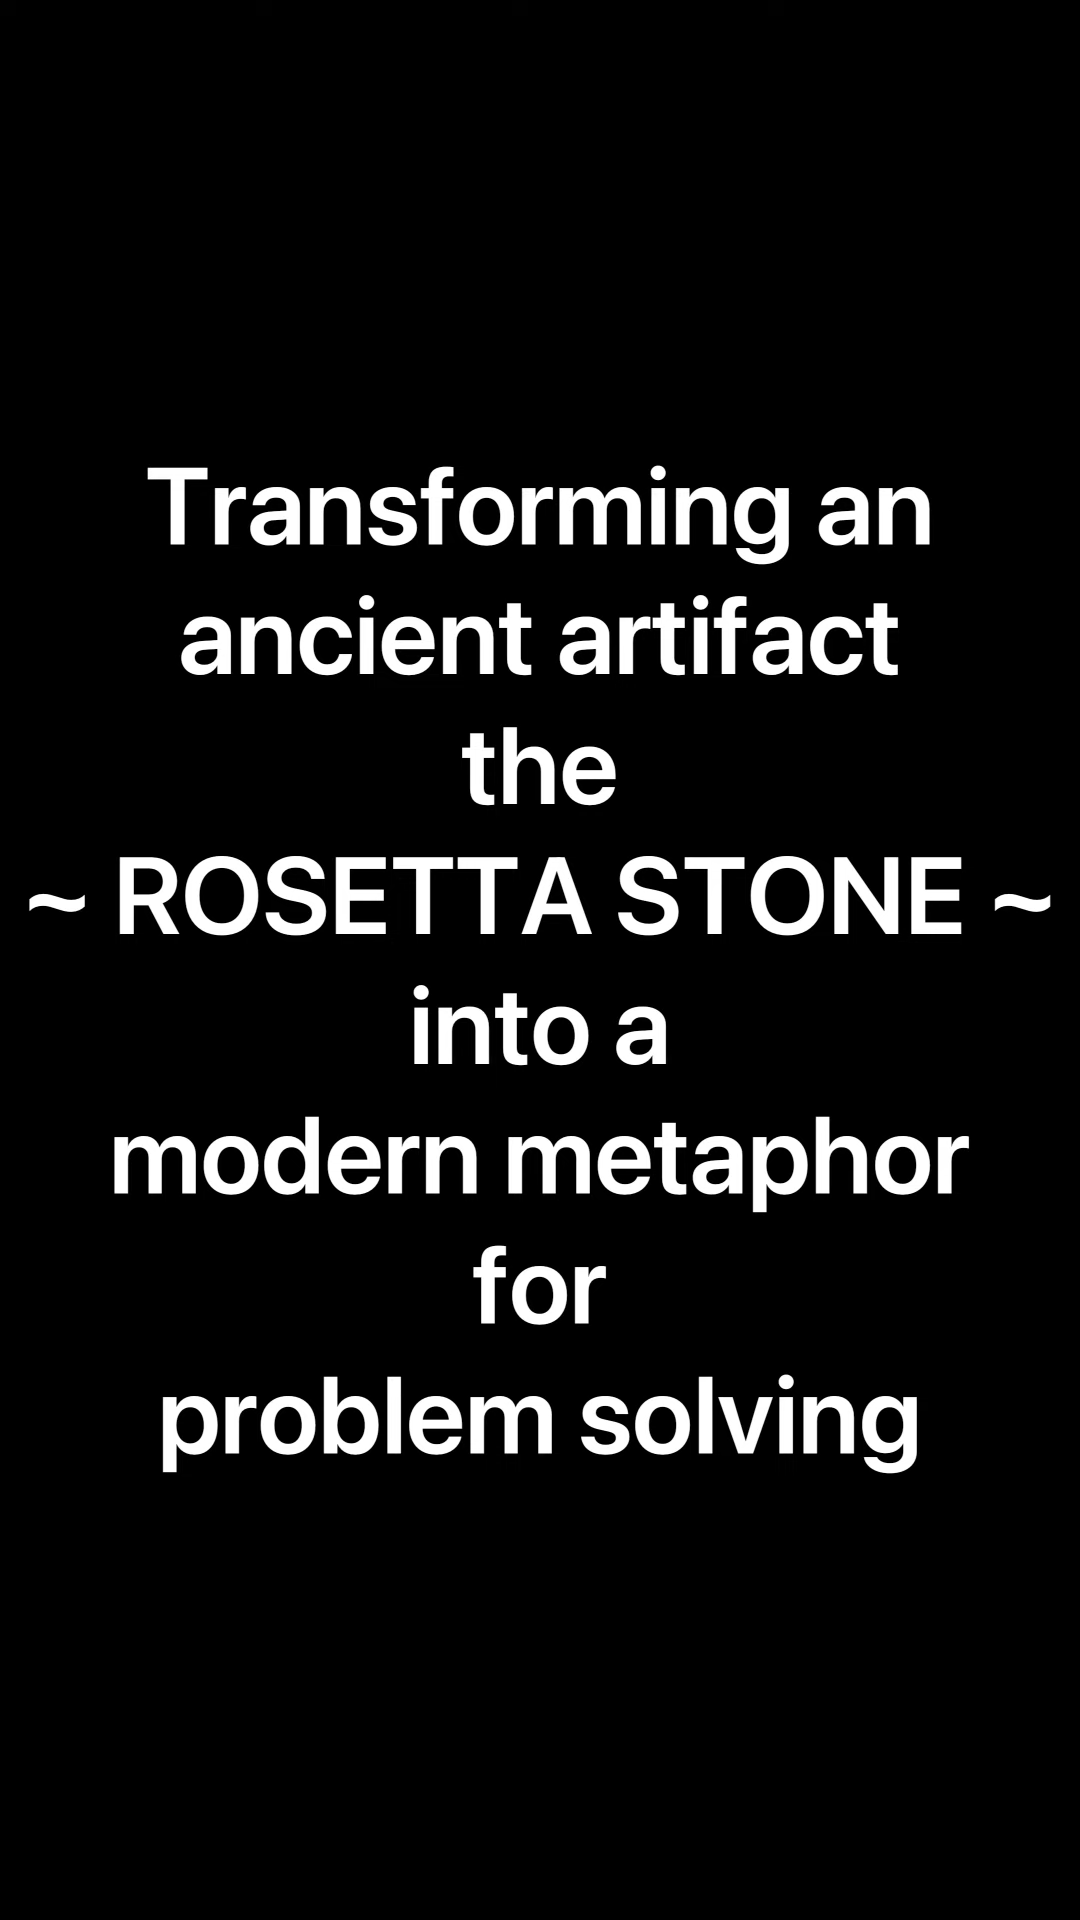 Transforming an
ancient artifact
the
~ ROSETTA STONE ~
into a
modern metaphor
for
problem solving